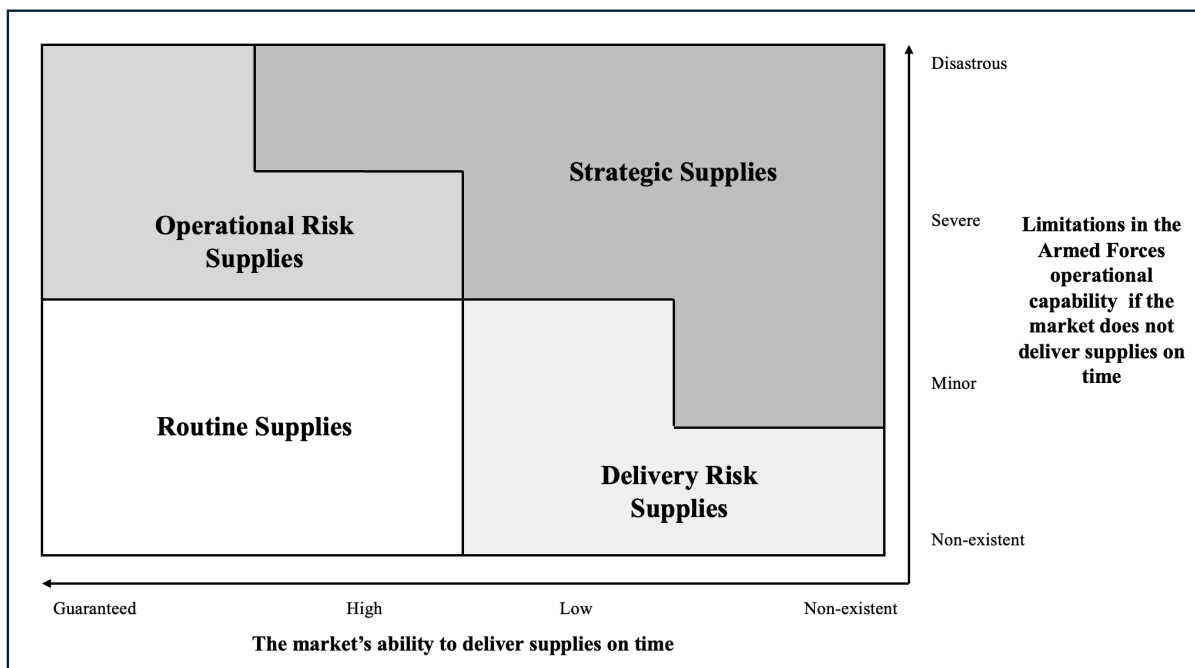 Disastrous
Strategic Supplies
Operational Risk
Supplies
Severe
Limitations in the
Armed Forces
operational
capability if the
market does not
deliver supplies on
time
Minor
Routine Supplies
Delivery Risk
Supplies
Non-existent
Guaranteed
High
Low
Non-existent
The market’s ability to deliver supplies on time